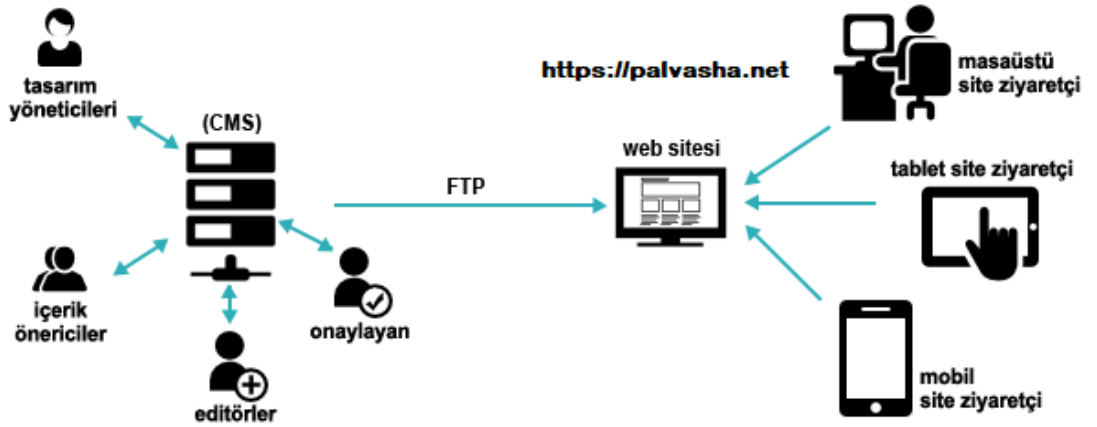 tasarım
yöneticileri
(CMS)
içerik
önericiler
editörler
onaylayan
FTP
https://palvasha.net
web sitesi
masaüstü
site ziyaretçi
tablet site ziyaretçi
mobil
site ziyaretçi